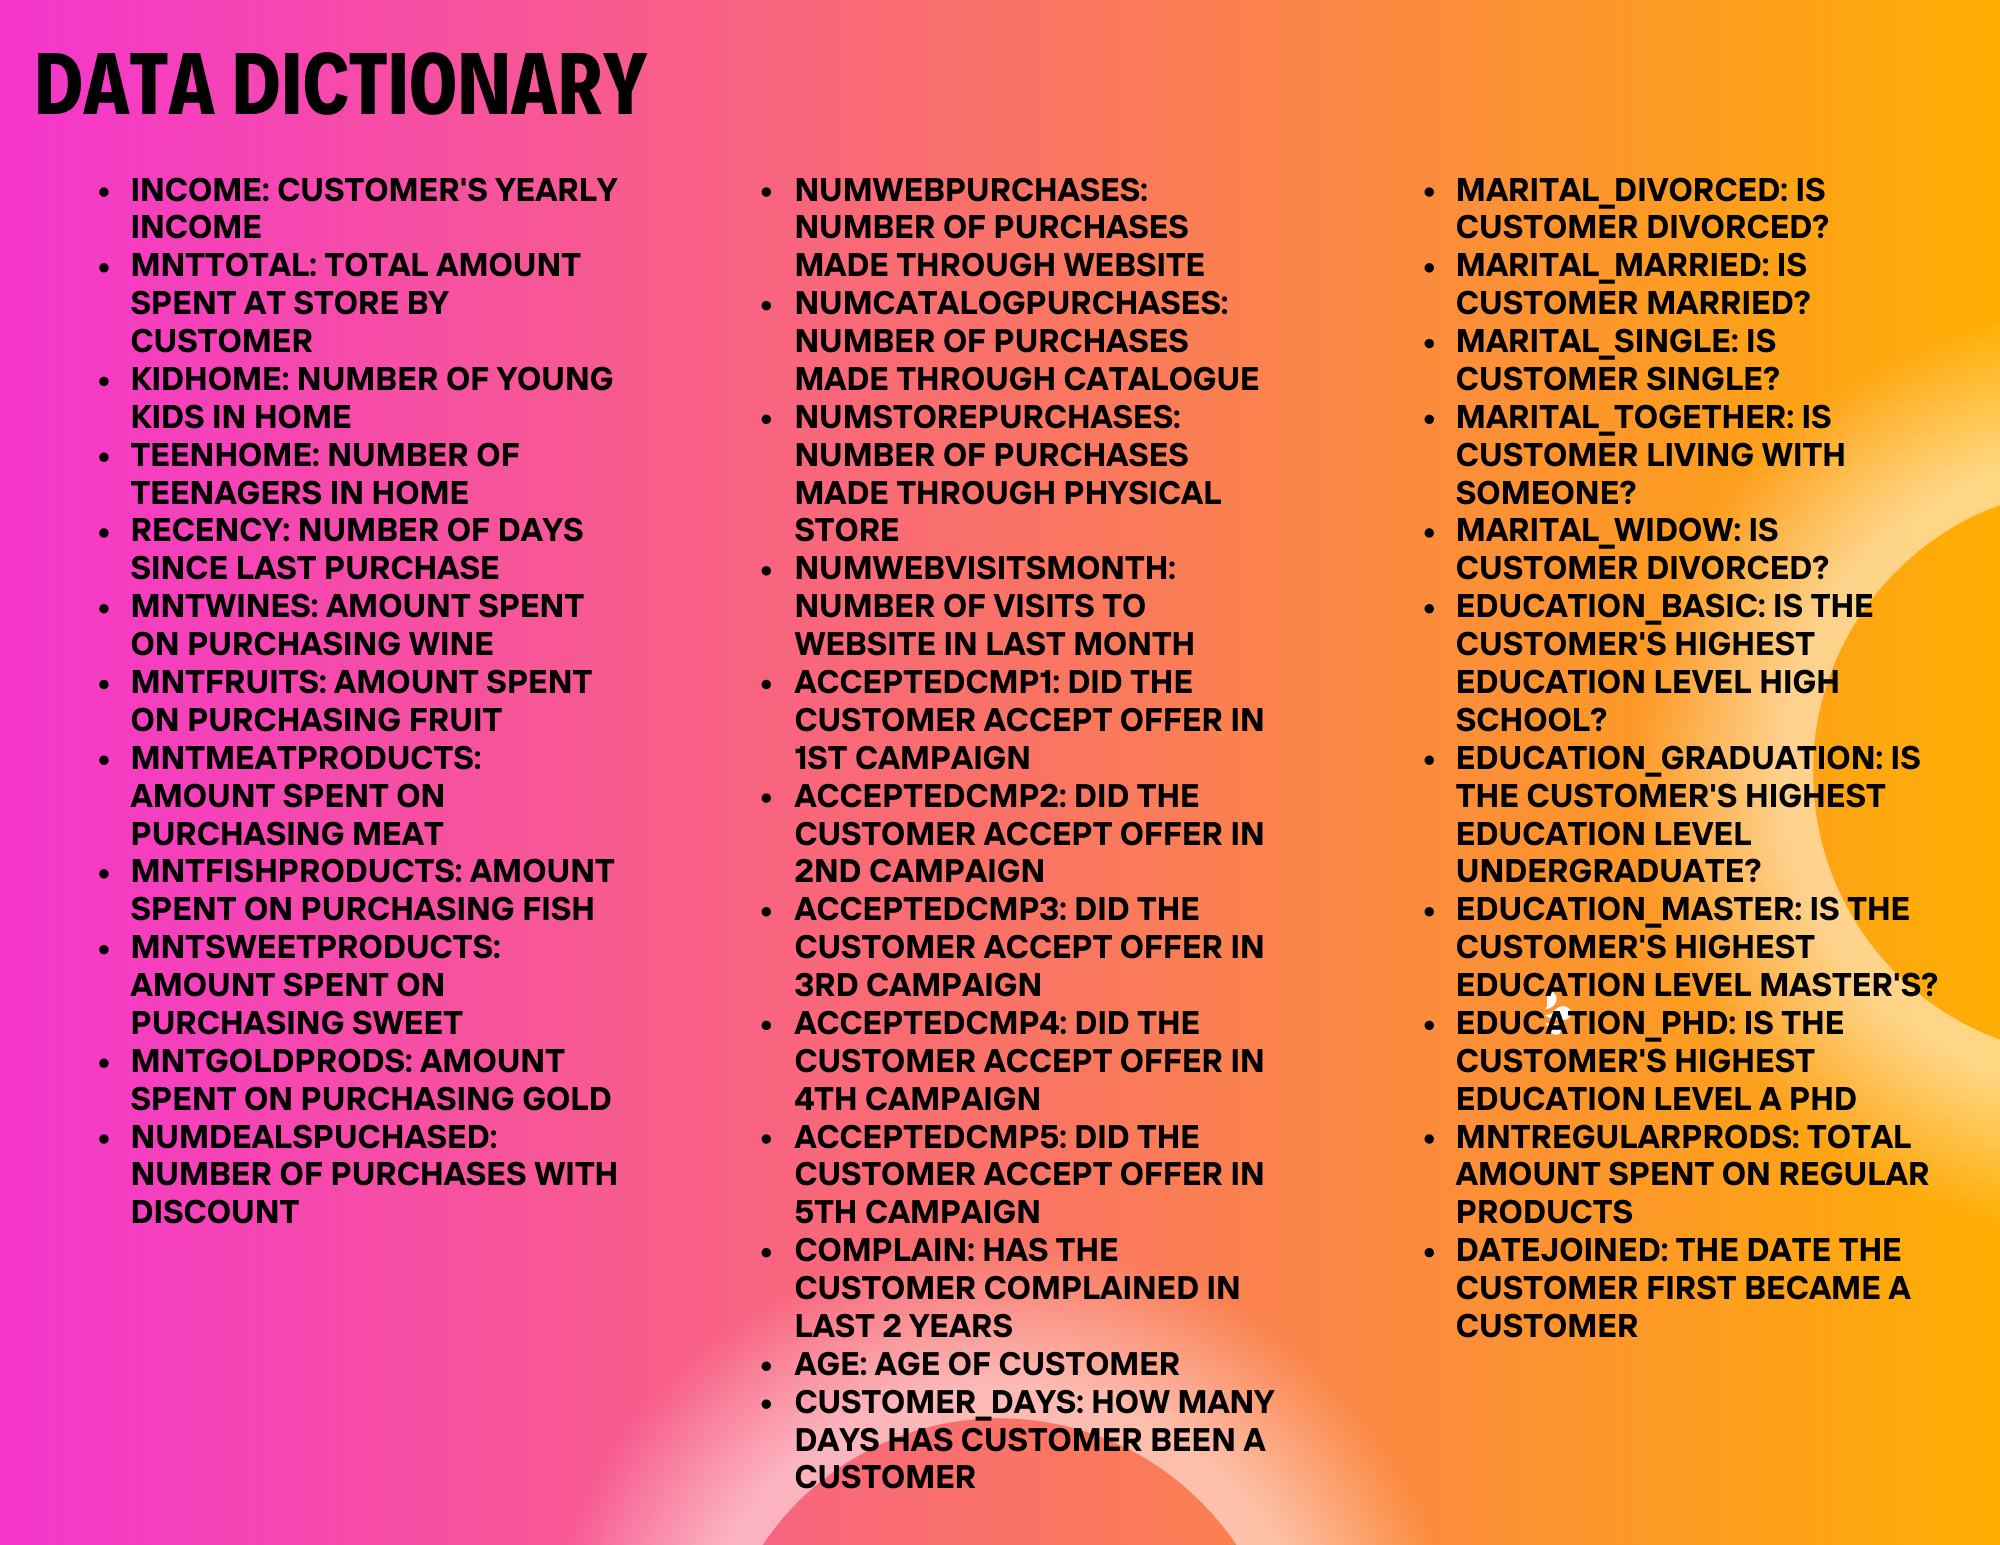 DATA DICTIONARY
• INCOME: CUSTOMER'S YEARLY
INCOME
• MNTTOTAL: TOTAL AMOUNT
SPENT AT STORE BY
CUSTOMER
• KIDHOME: NUMBER OF YOUNG
KIDS IN HOME
• TEENHOME: NUMBER OF
TEENAGERS IN HOME
• RECENCY: NUMBER OF DAYS
SINCE LAST PURCHASE
• MNTWINES: AMOUNT SPENT
ON PURCHASING WINE
• MNTFRUITS: AMOUNT SPENT
ON PURCHASING FRUIT
• MNTMEATPRODUCTS:
AMOUNT SPENT ON
PURCHASING MEAT
• MNTFISHPRODUCTS: AMOUNT
SPENT ON PURCHASING FISH
• MNTSWEETPRODUCTS:
AMOUNT SPENT ON
PURCHASING SWEET
• MNTGOLDPRODS: AMOUNT
SPENT ON PURCHASING GOLD
• NUMDEALSPUCHASED:
NUMBER OF PURCHASES WITH
DISCOUNT
• NUMWEBPURCHASES:
NUMBER OF PURCHASES
MADE THROUGH WEBSITE
• NUMCATALOGPURCHASES:
NUMBER OF PURCHASES
MADE THROUGH CATALOGUE
• NUMSTOREPURCHASES:
NUMBER OF PURCHASES
MADE THROUGH PHYSICAL
STORE
• NUMWEBVISITSMONTH:
NUMBER OF VISITS TO
WEBSITE IN LAST MONTH
• ACCEPTEDCMP1: DID THE
CUSTOMER ACCEPT OFFER IN
1ST CAMPAIGN
• ACCEPTEDCMP2: DID THE
CUSTOMER ACCEPT OFFER IN
2ND CAMPAIGN
• ACCEPTEDCMP3: DID THE
CUSTOMER ACCEPT OFFER IN
3RD CAMPAIGN
• ACCEPTEDCMP4: DID THE
CUSTOMER ACCEPT OFFER IN
4TH CAMPAIGN
• ACCEPTEDCMP5: DID THE
CUSTOMER ACCEPT OFFER IN
5TH CAMPAIGN
• COMPLAIN: HAS THE
CUSTOMER COMPLAINED IN
LAST 2 YEARS
• AGE: AGE OF CUSTOMER
• CUSTOMER_DAYS: HOW MANY
DAYS HAS CUSTOMER BEEN A
CUSTOMER
• MARITAL_DIVORCED: IS
CUSTOMER DIVORCED?
• MARITAL_MARRIED: IS
CUSTOMER MARRIED?
• MARITAL_SINGLE: IS
CUSTOMER SINGLE?
• MARITAL_TOGETHER: IS
CUSTOMER LIVING WITH
SOMEONE?
• MARITAL_WIDOW: IS
CUSTOMER DIVORCED?
• EDUCATION_BASIC: IS THE
CUSTOMER'S HIGHEST
EDUCATION LEVEL HIGH
SCHOOL?
• EDUCATION_GRADUATION: IS
THE CUSTOMER'S HIGHEST
EDUCATION LEVEL
UNDERGRADUATE?
• EDUCATION_MASTER: IS THE
CUSTOMER'S HIGHEST
EDUCATION LEVEL MASTER'S?
• EDUCATION_PHD: IS THE
CUSTOMER'S HIGHEST
EDUCATION LEVEL A PHD
• MNTREGULARPRODS: TOTAL
AMOUNT SPENT ON REGULAR
PRODUCTS
• DATEJOINED: THE DATE THE
CUSTOMER FIRST BECAME A
CUSTOMER